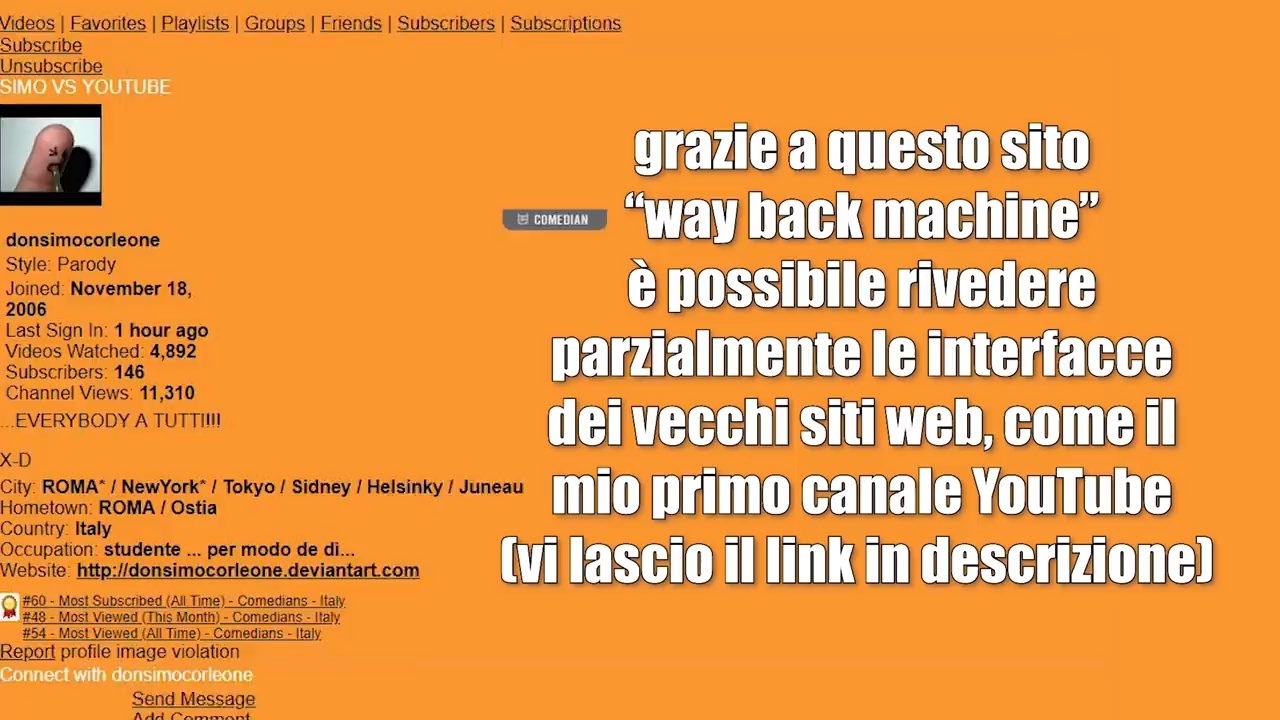 Videos | Favorites | Playlists | Groups | Friends | Subscribers | Subscriptions
Subscribe
Unsubscribe
SIMO VS YOUTUBE
donsimocorleone
Style: Parody
Joined: November 18,
2006
Last Sign In: 1 hour ago
Videos Watched: 4,892
Subscribers: 146
Channel Views: 11,310
...EVERYBODY A TUTTI!!!
X-D
City: ROMA* / NewYork* / Tokyo / Sidney / Helsinky / Juneau
Hometown: ROMA / Ostia
Country: Italy
Occupation: studente ... per modo de di...
Website: http://donsimocorleone.deviantart.com
#60 - Most Subscribed (All Time) - Comedians - Italy
#48 - Most Viewed (This Month) - Comedians - Italy
#54 - Most Viewed (All Time) - Comedians - Italy
Report profile image violation
Connect with donsimocorleone
Send Message
Add Comment
COMEDIAN
grazie a questo sito
“way back machine”
è possibile rivedere
parzialmente le interfacce
dei vecchi siti web, come il
mio primo canale YouTube
(vi lascio il link in descrizione)